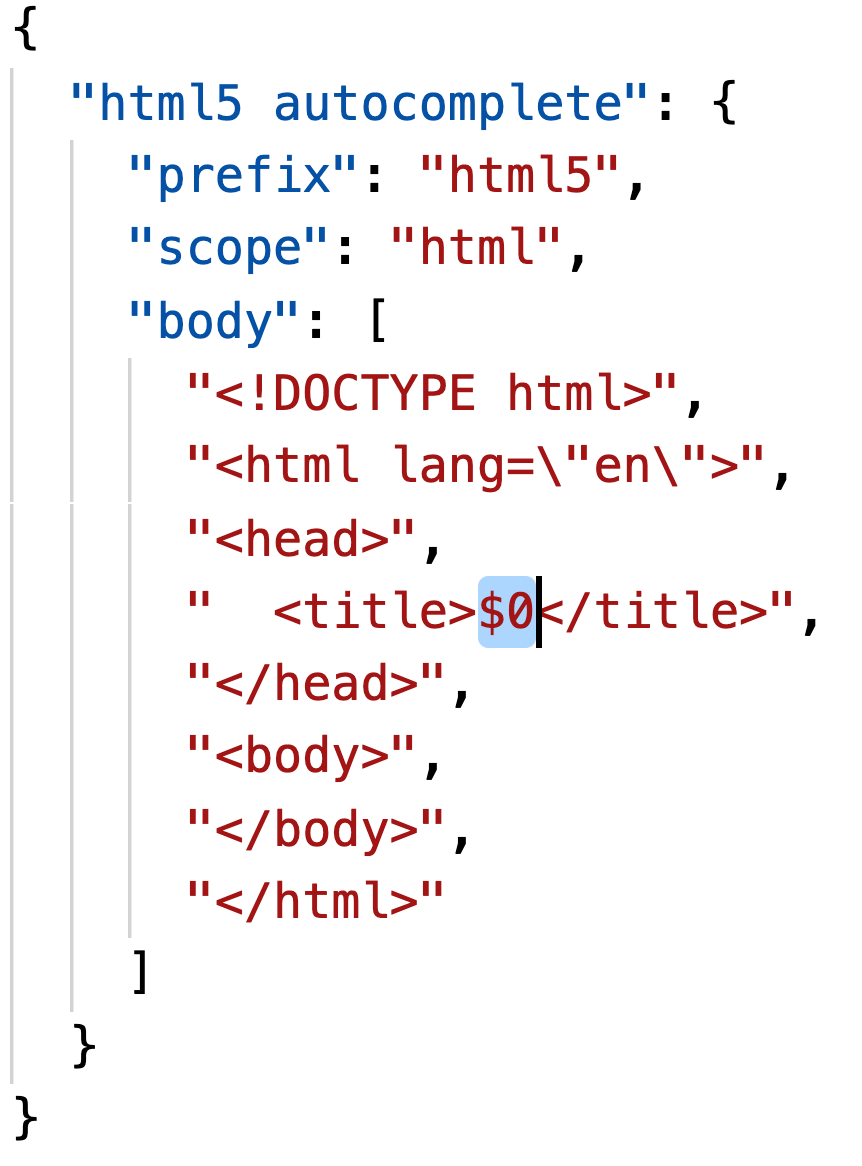 {
  "html5 autocomplete": {
    "prefix": "html5",
    "scope": "html",
    "body": [
      "<!DOCTYPE html>",
      "<html lang=\"en\">",
      "<head>",
      "  <title>$0</title>",
      "</head>",
      "<body>",
      "</body>",
      "</html>"
    ]
  }
}